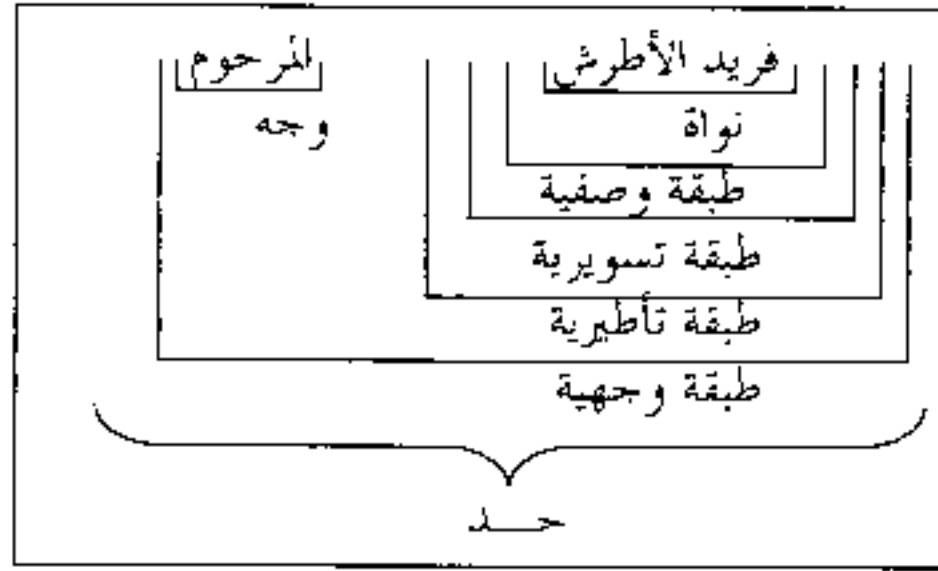 فريد الأطرش المرحوم
نواة وجه
طبقة وصفية
طبقة تسويرية
طبقة تأطيرية
طبقة وجهية
حد